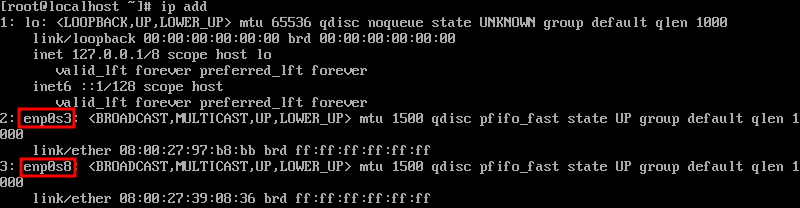 [root@localhost ~]# ip add
1: lo: <LOOPBACK,UP,LOWER_UP> mtu 65536 qdisc noqueue state UNKNOWN group default qlen 1000
link/loopback 00:00:00:00:00:00 brd 00:00:00:00:00:00
inet 127.0.0.1/8 scope host lo
valid_lft forever preferred_lft forever
inet6 ::1/128 scope host
valid_lft forever preferred_lft forever
2: enp0s3: <BROADCAST,MULTICAST,UP,LOWER_UP> mtu 1500 qdisc pfifo_fast state UP group default qlen 1
000
link/ether 08:00:27:97:b8:bb brd ff:ff:ff:ff:ff:ff
3: enp0s8: <BROADCAST,MULTICAST,UP,LOWER_UP> mtu 1500 qdisc pfifo_fast state UP group default qlen 1
000
link/ether 08:00:27:39:08:36 brd ff:ff:ff:ff:ff:ff